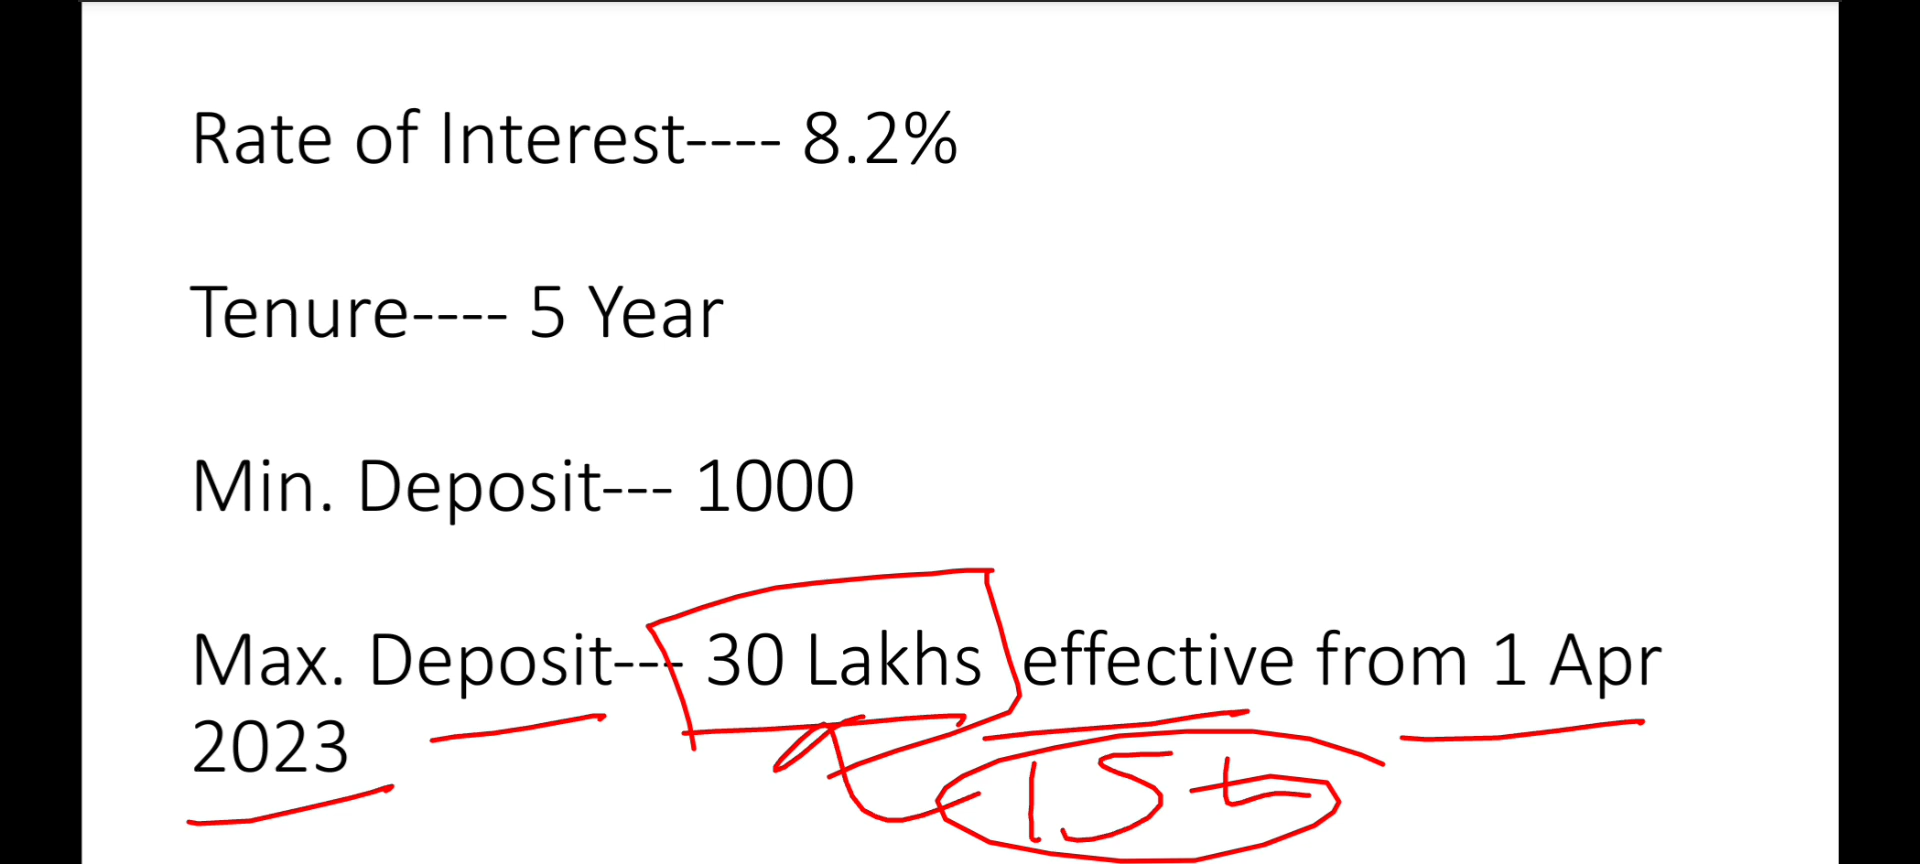 Rate of Interest---- 8.2%
Tenure---- 5 Year
Min. Deposit--- 1000
Max. Deposit--- 30 Lakhs effective from 1 Apr
2023
15